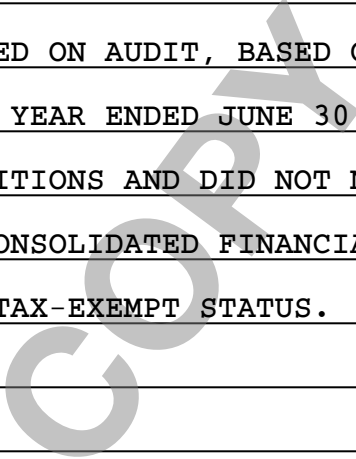 ED ON AUDIT, BASED
YEAR ENDED JUNE 30
ITIONS AND DID NOT
ONSOLIDATED FINANCIA
TAX-EXEMPT STATUS.
COPY